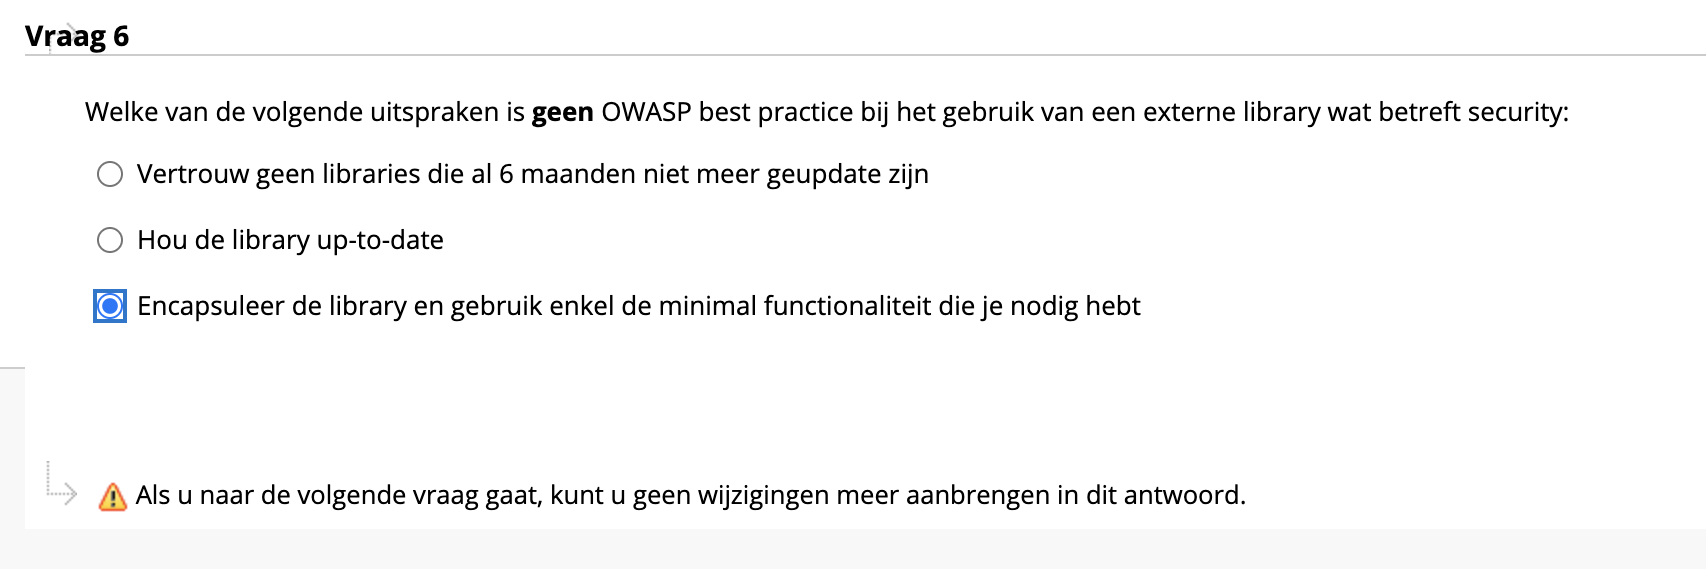 Vraag 6
Welke van de volgende uitspraken is geen OWASP best practice bij het gebruik van een externe library wat betreft security:
Vertrouw geen libraries die al 6 maanden niet meer geupdate zijn
Hou de library up-to-date
Encapsuleer de library en gebruik enkel de minimal functionaliteit die je nodig hebt
Als u naar de volgende vraag gaat, kunt u geen wijzigingen meer aanbrengen in dit antwoord.